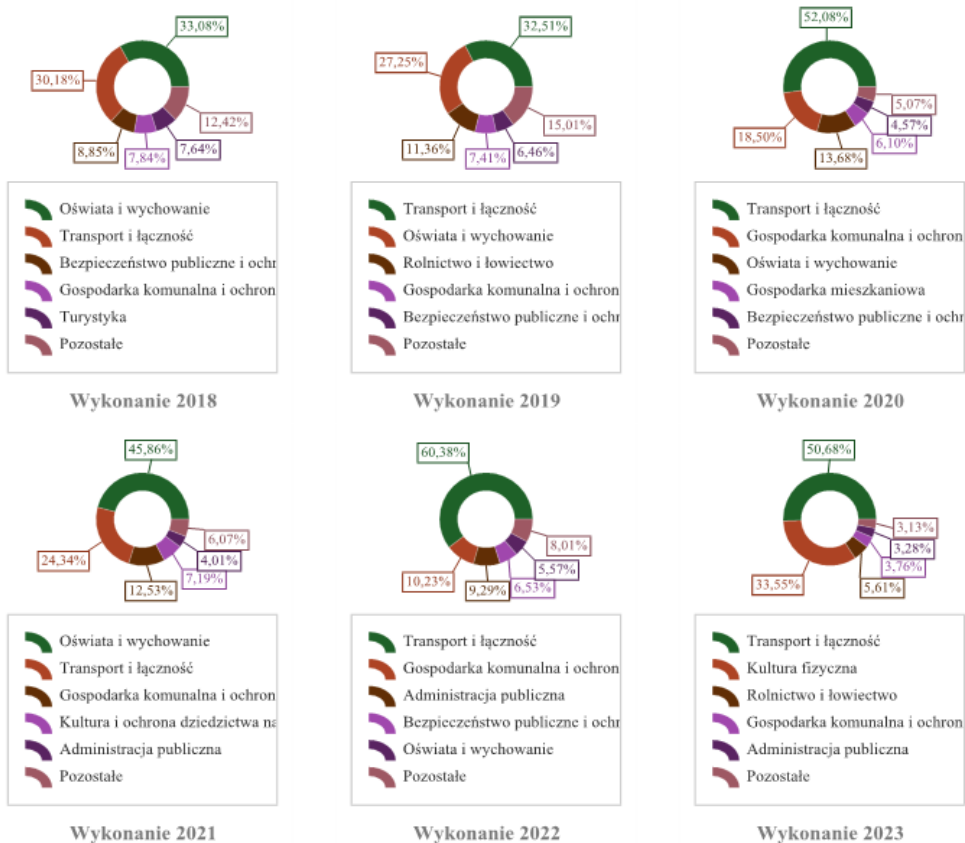 33,08%
30,18%
12,42%
8,85%
7,84%
7,64%
Oświata i wychowanie
Transport i łączność
Bezpieczeństwo publiczne i ochr
Gospodarka komunalna i ochron
Turystyka
Pozostałe
Wykonanie 2018
32,51%
27,25%
15,01%
11,36%
7,41%
6,46%
Transport i łączność
Oświata i wychowanie
Rolnictwo i łowiectwo
Gospodarka komunalna i ochron
Bezpieczeństwo publiczne i ochr
Pozostałe
Wykonanie 2019
52,08%
5,07%
4,57%
18,50%
6,10%
13,68%
Transport i łączność
Gospodarka komunalna i ochron
Oświata i wychowanie
Gospodarka mieszkaniowa
Bezpieczeństwo publiczne i ochr
Pozostałe
Wykonanie 2020
45,86%
6,07%
24,34%
4,01%
7,19%
12,53%
Oświata i wychowanie
Transport i łączność
Gospodarka komunalna i ochron
Kultura i ochrona dziedzictwa na
Administracja publiczna
Pozostałe
Wykonanie 2021
60,38%
8,01%
5,57%
10,23%
9,29%
6,53%
Transport i łączność
Gospodarka komunalna i ochron
Administracja publiczna
Bezpieczeństwo publiczne i ochr
Oświata i wychowanie
Pozostałe
Wykonanie 2022
50,68%
3,13%
3,28%
33,55%
3,76%
5,61%
Transport i łączność
Kultura fizyczna
Rolnictwo i łowiectwo
Gospodarka komunalna i ochron
Administracja publiczna
Pozostałe
Wykonanie 2023